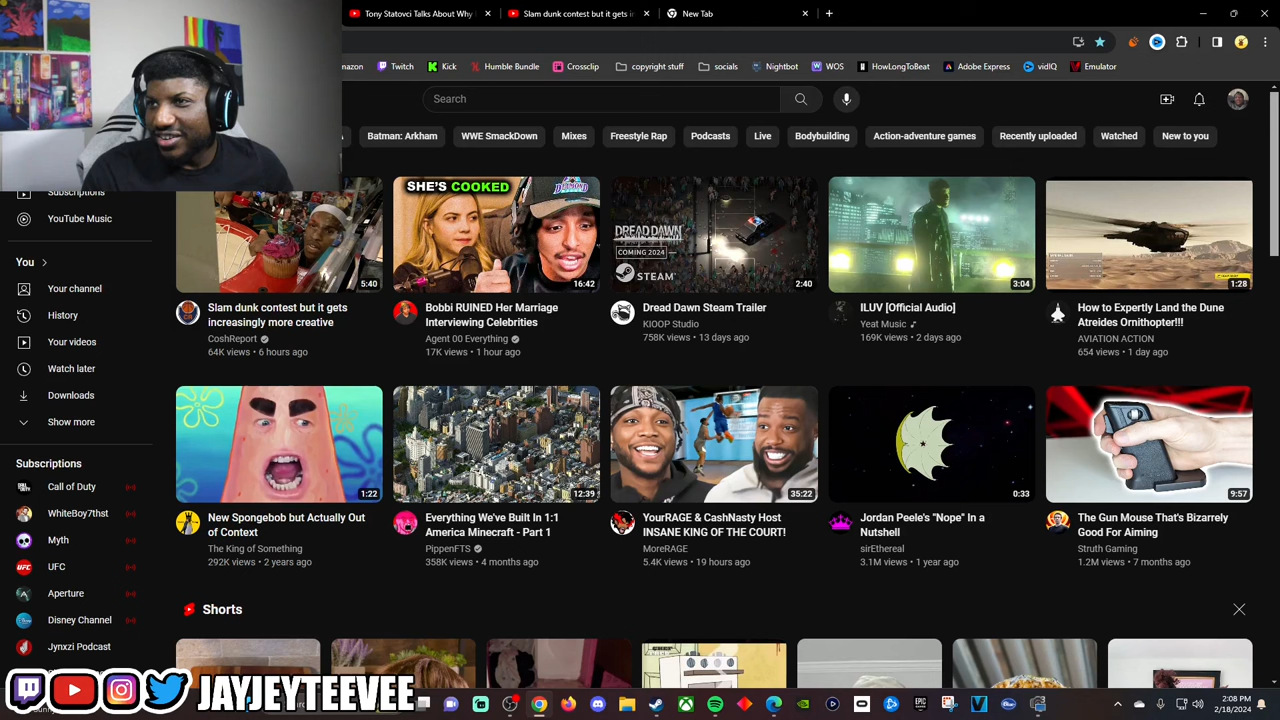 Tony Statovci Talks About Why
Slam dunk contest but it gets i
New Tab
amazon
Twitch
Kick
Humble Bundle
Crossclip
copyright stuff
socials
Nightbot
WOS
HowLongToBeat
Adobe Express
vidIQ
Emulator
Search
Batman: Arkham
WWE SmackDown
Mixes
Freestyle Rap
Podcasts
Live
Bodybuilding
Action-adventure games
Recently uploaded
Watched
New to you
Subscriptions
YouTube Music
You
Your channel
History
Your videos
Watch later
Downloads
Show more
Subscriptions
Call of Duty
WhiteBoy7thst
Myth
UFC
Aperture
Disney Channel
Jynxzi Podcast
5:40
Slam dunk contest but it gets
increasingly more creative
CoshReport
64K views • 6 hours ago
SHE'S COOKED
16:42
Bobbi RUINED Her Marriage
Interviewing Celebrities
Agent 00 Everything
17K views • 1 hour ago
DREAD DAWN
COMING 2024
STEAM
2:40
Dread Dawn Steam Trailer
KIOOP Studio
758K views • 13 days ago
3:04
ILUV [Official Audio]
Yeat Music
169K views • 2 days ago
1:28
How to Expertly Land the Dune
Atreides Ornithopter!!!
AVIATION ACTION
654 views • 1 day ago
1:22
New Spongebob but Actually Out
of Context
The King of Something
292K views • 2 years ago
12:39
Everything We've Built In 1:1
America Minecraft - Part 1
PippenFTS
358K views • 4 months ago
35:22
YourRAGE & CashNasty Host
INSANE KING OF THE COURT!
MoreRAGE
5.4K views • 19 hours ago
0:33
Jordan Peele's "Nope" In a
Nutshell
sirEthereal
3.1M views • 1 year ago
9:57
The Gun Mouse That's Bizarrely
Good For Aiming
Struth Gaming
1.2M views • 7 months ago
Shorts
JAYJEYTEEVEE
2:08 PM
2/18/2024